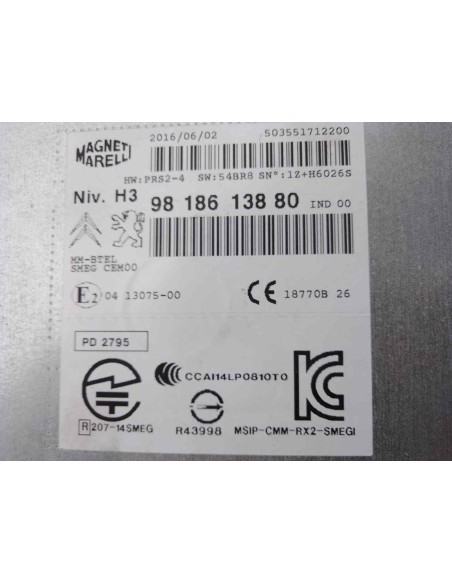 MAGNETI MARELLI
2016/06/02 503551712200
HW:PRS2-4 SW:54BR8 SN°:1Z+H6026S
Niv. H3 98 186 138 80 IND 00
MM-BTEL
SMEG CEM00
E2 04 13075-00 CE 18770B 26
PD 2795
CCAI14LP0810T0
R 207-14SMEG R43998 MSIP-CMM-RX2-SMEGI